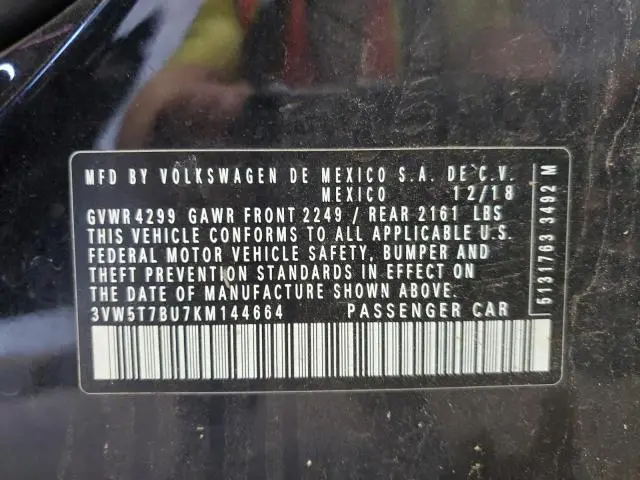 MFD BY VOLKSWAGEN DE MEXICO S.A. DE C.V.
MEXICO 12/18
GVWR 4299 GAWR FRONT 2249 / REAR 2161 LBS
THIS VEHICLE CONFORMS TO ALL APPLICABLE U.S.
FEDERAL MOTOR VEHICLE SAFETY, BUMPER AND
THEFT PREVENTION STANDARDS IN EFFECT ON
THE DATE OF MANUFACTURE SHOWN ABOVE.
3VW5T7BU7KM144664 PASSENGER CAR
5131763 3492 M